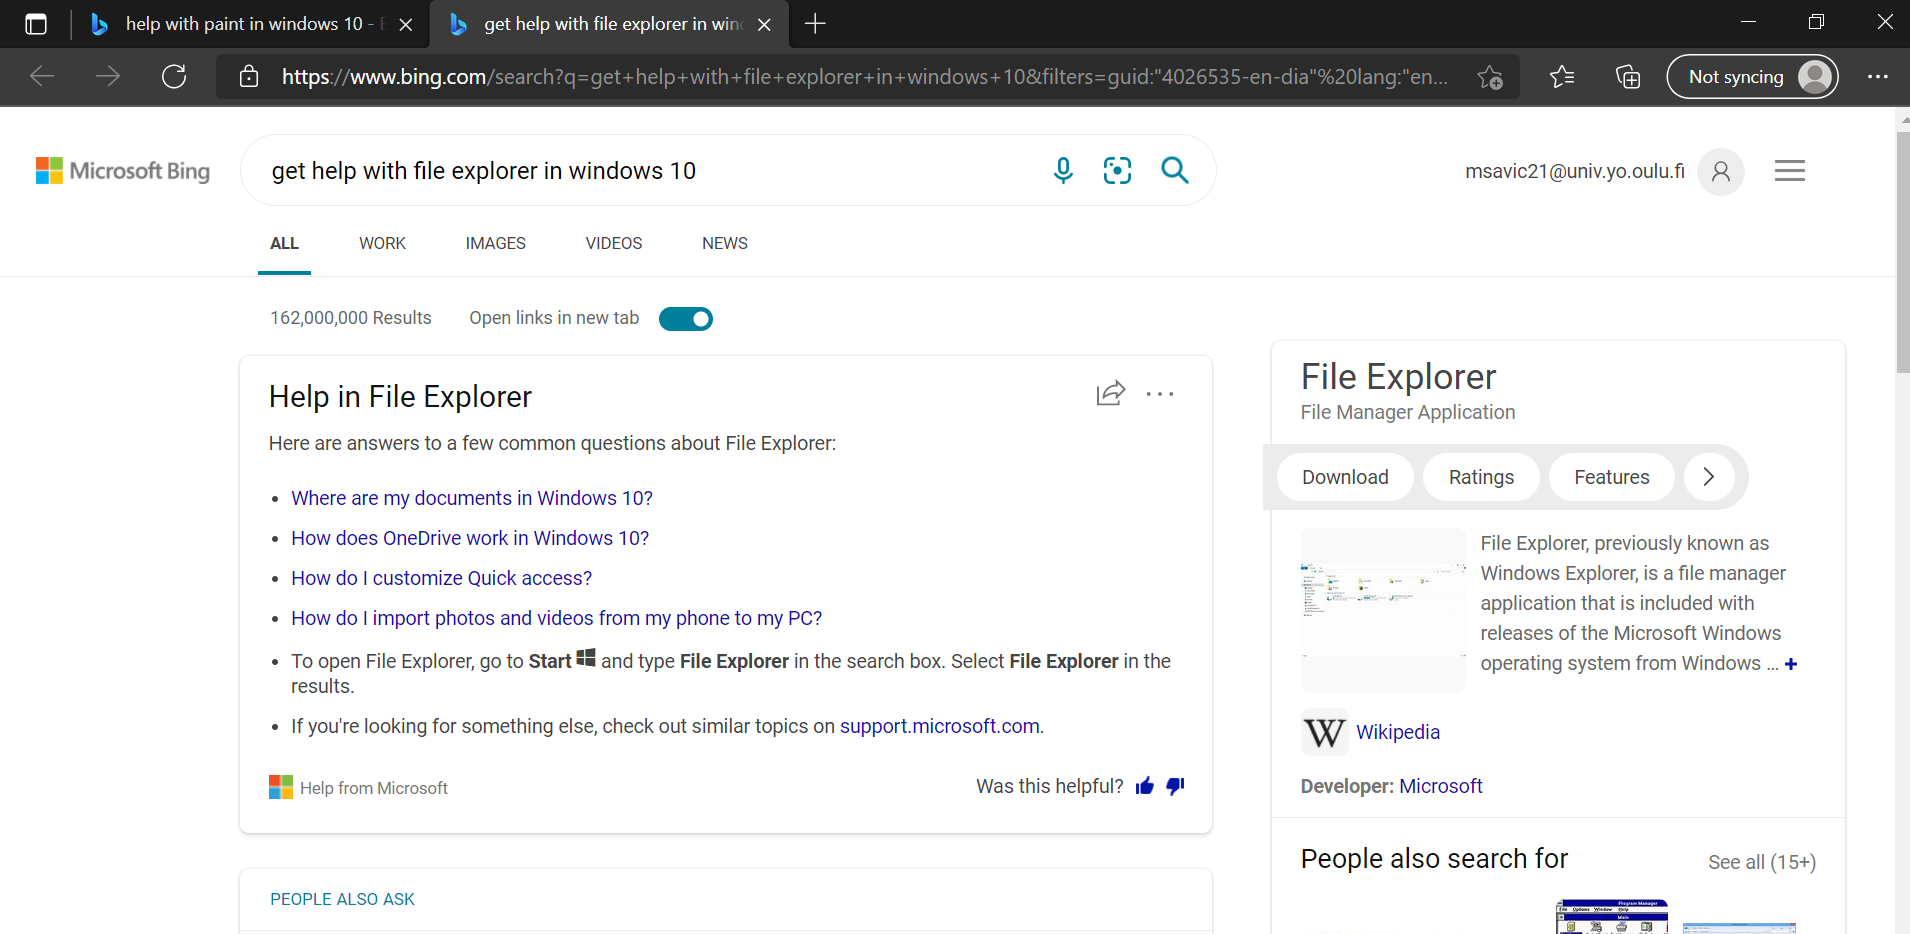 help with paint in windows 10 -
get help with file explorer in win
https://www.bing.com/search?q=get+help+with+file+explorer+in+windows+10&filters=guid:"4026535-en-dia"%20lang:"en...
Not syncing
Microsoft Bing
get help with file explorer in windows 10
msavic21@univ.yo.oulu.fi
ALL
WORK
IMAGES
VIDEOS
NEWS
162,000,000 Results
Open links in new tab
Help in File Explorer
Here are answers to a few common questions about File Explorer:
• Where are my documents in Windows 10?
• How does OneDrive work in Windows 10?
• How do I customize Quick access?
• How do I import photos and videos from my phone to my PC?
• To open File Explorer, go to Start and type File Explorer in the search box. Select File Explorer in the
results.
• If you're looking for something else, check out similar topics on support.microsoft.com.
Help from Microsoft
Was this helpful?
PEOPLE ALSO ASK
File Explorer
File Manager Application
Download
Ratings
Features
File Explorer, previously known as
Windows Explorer, is a file manager
application that is included with
releases of the Microsoft Windows
operating system from Windows ... +
W Wikipedia
Developer: Microsoft
People also search for
See all (15+)
Program Manager
File Options Window Help
Main